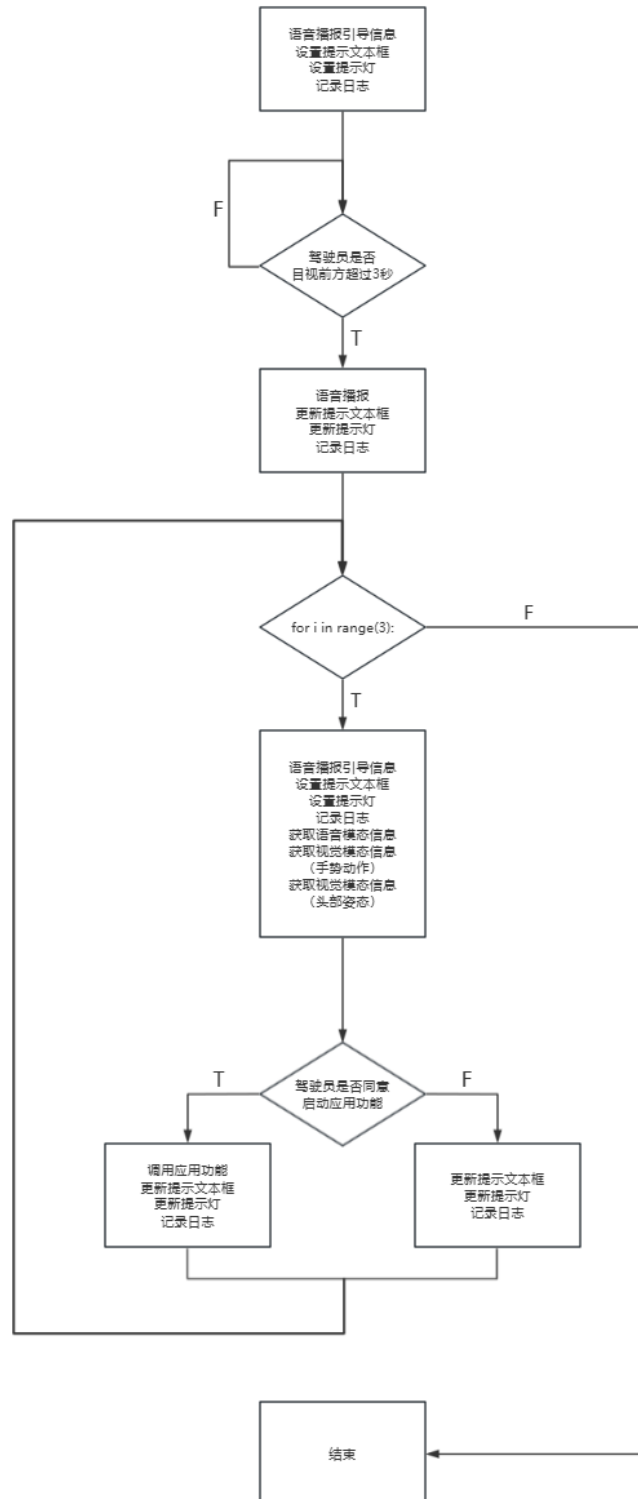 语音播报引导信息
设置提示文本框
设置提示灯
记录日志
F
驾驶员是否
目视前方超过3秒
T
语音播报
更新提示文本框
更新提示灯
记录日志
for i in range(3):
F
T
语音播报引导信息
设置提示文本框
设置提示灯
记录日志
获取语音模态信息
获取视觉模态信息
（手势动作）
获取视觉模态信息
（头部姿态）
T
驾驶员是否同意
启动应用功能
F
调用应用功能
更新提示文本框
更新提示灯
记录日志
更新提示文本框
更新提示灯
记录日志
结束